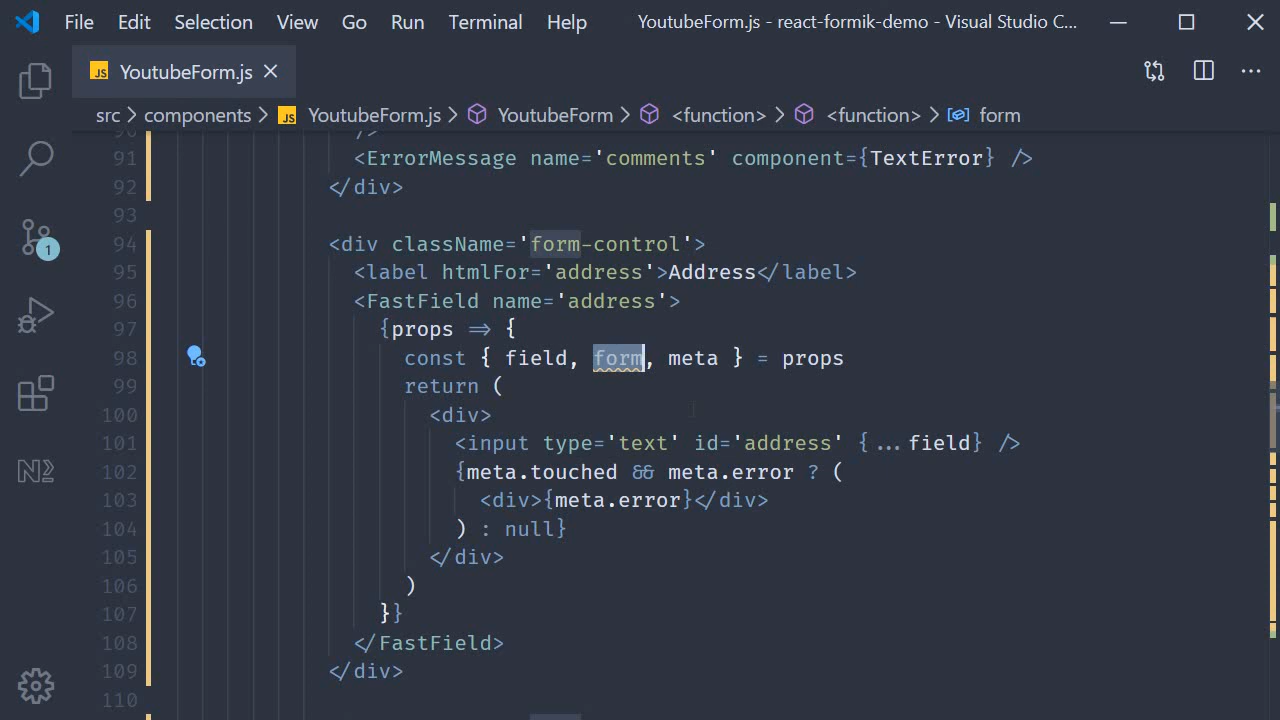 File Edit Selection View Go Run Terminal Help YoutubeForm.js - react-formik-demo - Visual Studio C...
JS YoutubeForm.js
src > components > JS YoutubeForm.js > YoutubeForm > <function> > <function> > form
90 />
91 <ErrorMessage name='comments' component={TextError} />
92 </div>
93
94 <div className='form-control'>
95 <label htmlFor='address'>Address</label>
96 <FastField name='address'>
97 {props => {
98 const { field, form, meta } = props
99 return (
100 <div>
101 <input type='text' id='address' {...field} />
102 {meta.touched && meta.error ? (
103 <div>{meta.error}</div>
104 ) : null}
105 </div>
106 )
107 }}
108 </FastField>
109 </div>
110
1